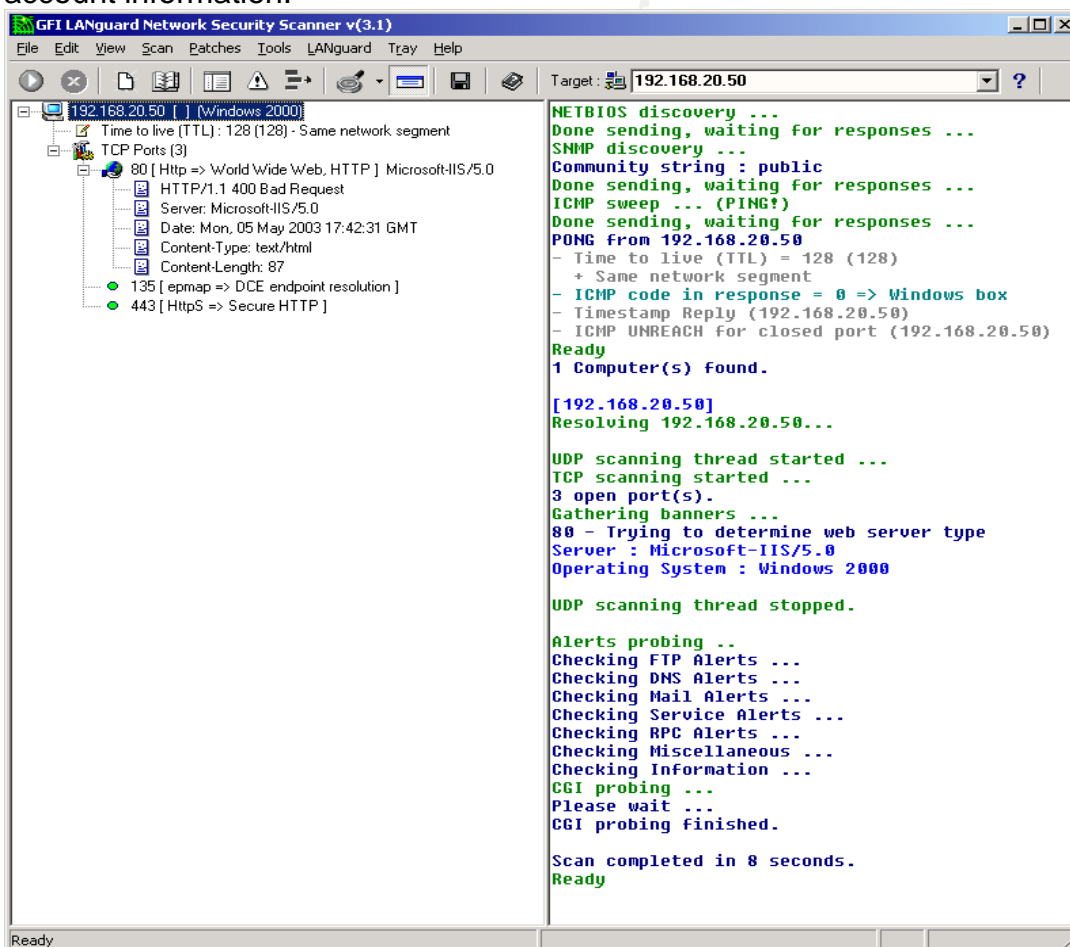 account information.
GFI LANguard Network Security Scanner v(3.1)
File Edit View Scan Patches Tools LANguard Tray Help
Target : 192.168.20.50 ?
192.168.20.50 [ ] (Windows 2000)
Time to live (TTL) : 128 (128) - Same network segment
TCP Ports (3)
80 [ Http => World Wide Web, HTTP ] Microsoft-IIS/5.0
HTTP/1.1 400 Bad Request
Server: Microsoft-IIS/5.0
Date: Mon, 05 May 2003 17:42:31 GMT
Content-Type: text/html
Content-Length: 87
135 [ epmap => DCE endpoint resolution ]
443 [ HttpS => Secure HTTP ]
NETBIOS discovery ...
Done sending, waiting for responses ...
SNMP discovery ...
Community string : public
Done sending, waiting for responses ...
ICMP sweep ... (PING!)
Done sending, waiting for responses ...
PONG from 192.168.20.50
- Time to live (TTL) = 128 (128)
+ Same network segment
- ICMP code in response = 0 => Windows box
- Timestamp Reply (192.168.20.50)
- ICMP UNREACH for closed port (192.168.20.50)
Ready
1 Computer(s) found.
[192.168.20.50]
Resolving 192.168.20.50...
UDP scanning thread started ...
TCP scanning started ...
3 open port(s).
Gathering banners ...
80 - Trying to determine web server type
Server : Microsoft-IIS/5.0
Operating System : Windows 2000
UDP scanning thread stopped.
Alerts probing ..
Checking FTP Alerts ...
Checking DNS Alerts ...
Checking Mail Alerts ...
Checking Service Alerts ...
Checking RPC Alerts ...
Checking Miscellaneous ...
Checking Information ...
CGI probing ...
Please wait ...
CGI probing finished.
Scan completed in 8 seconds.
Ready
Ready